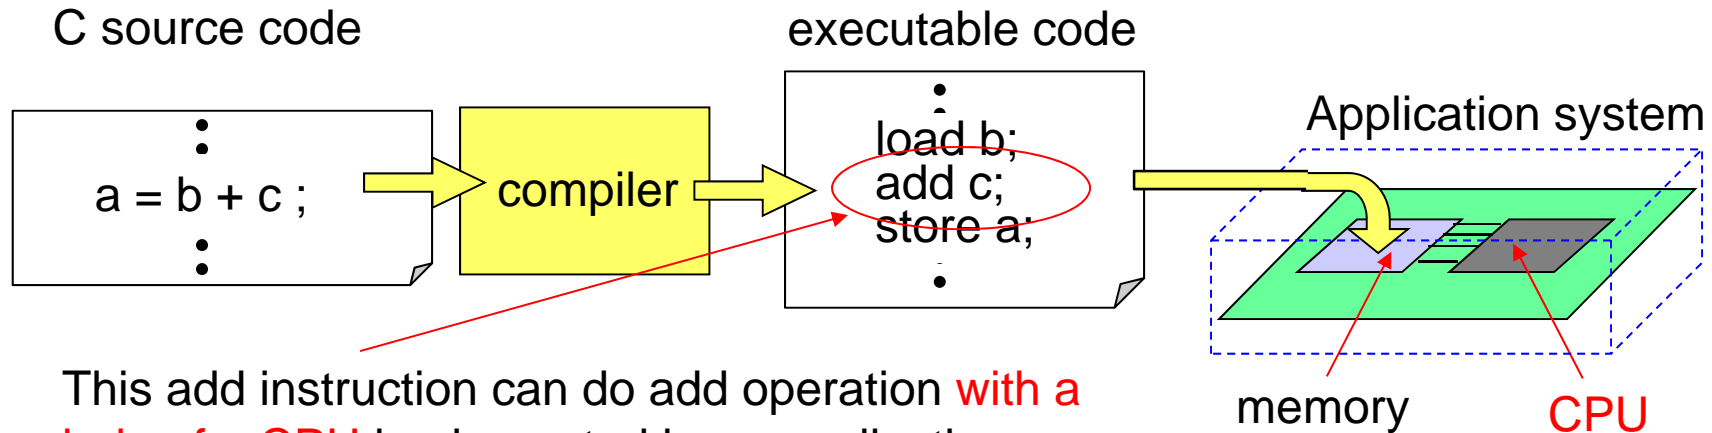 C source code
executable code
Application system
a = b + c ;
compiler
load b;
add c;
store a;
memory
CPU
This add instruction can do add operation with a